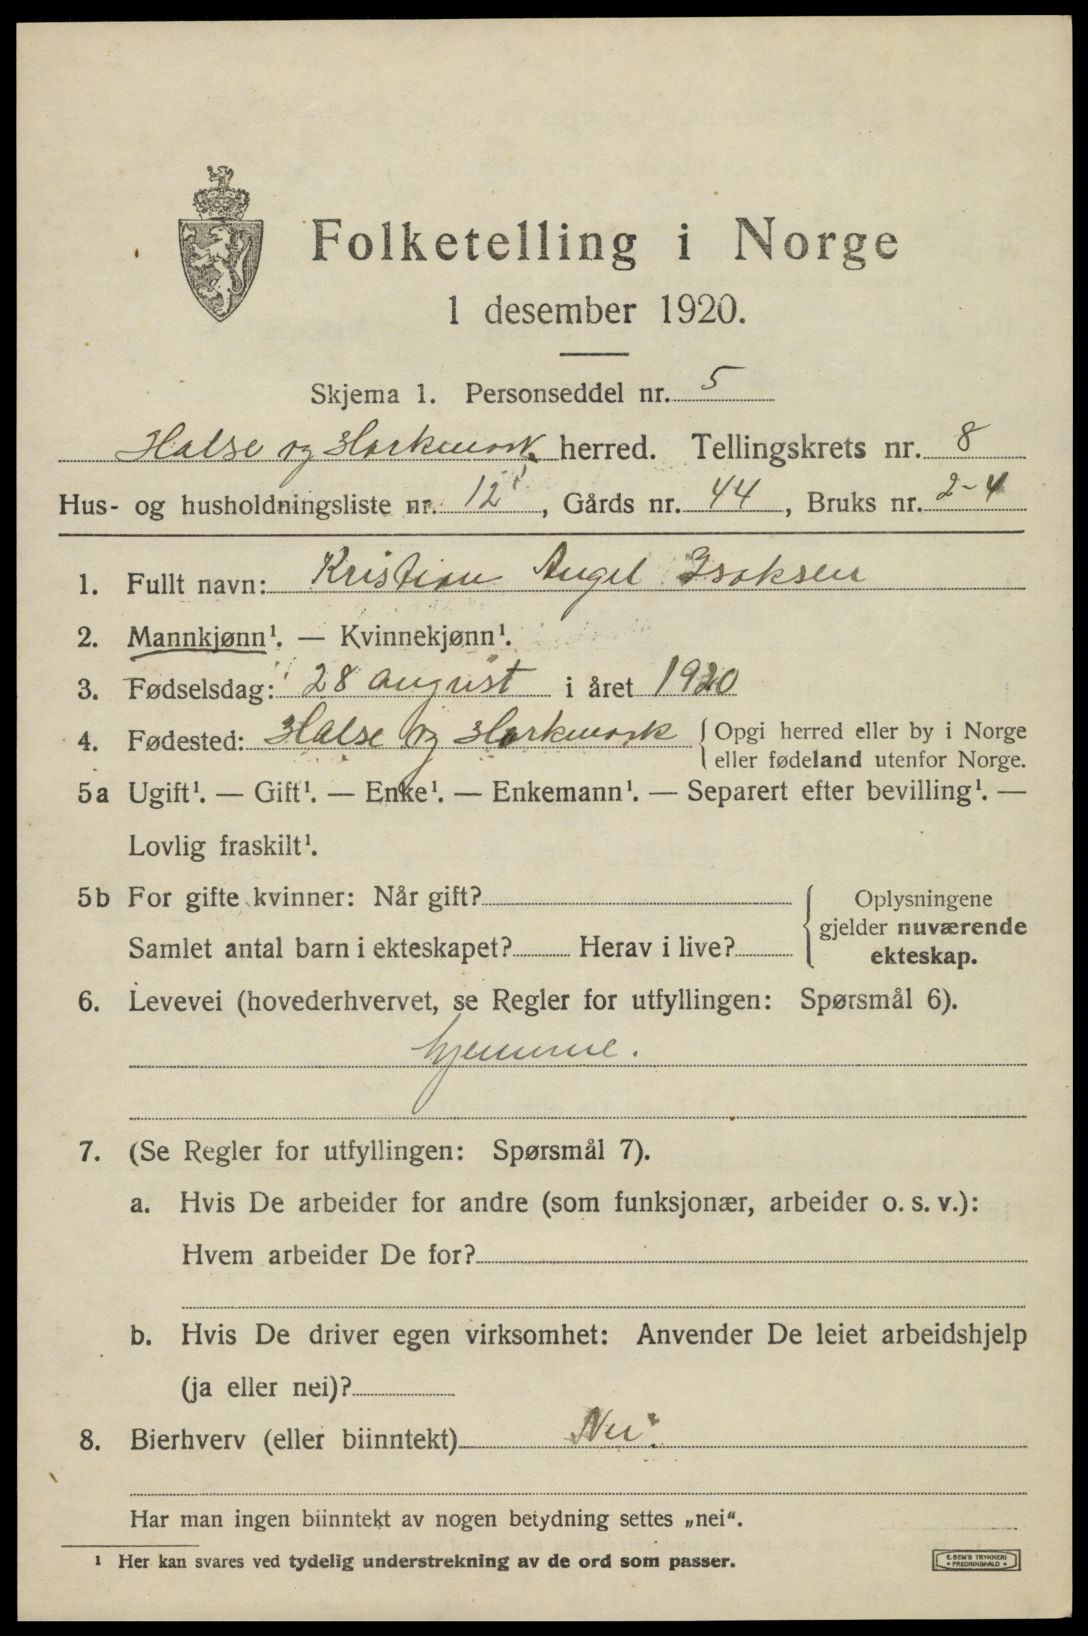 Folketelling i Norge
1 desember 1920.
Skjema 1. Personseddel nr. 5
Halse og Harkmark herred. Tellingskrets nr. 8
Hus- og husholdningsliste nr. 12, Gårds nr. 44, Bruks nr. 2-4
1. Fullt navn: Kristian Isaksen
2. Mannkjønn¹. — Kvinnekjønn¹.
3. Fødselsdag: 28 august i året 1920
4. Fødested: Halse og Harkmark { Opgi herred eller by i Norge
eller fødeland utenfor Norge.
5a Ugift¹. — Gift¹. — Enke¹. — Enkemann¹. — Separert efter bevilling¹. —
Lovlig fraskilt¹.
5b For gifte kvinner: Når gift? { Oplysningene
gjelder nuværende
Samlet antal barn i ekteskapet? Herav i live? ekteskap.
6. Levevei (hovederhvervet, se Regler for utfyllingen: Spørsmål 6).
hjemme.
7. (Se Regler for utfyllingen: Spørsmål 7).
a. Hvis De arbeider for andre (som funksjonær, arbeider o. s. v.):
Hvem arbeider De for?
b. Hvis De driver egen virksomhet: Anvender De leiet arbeidshjelp
(ja eller nei)?
8. Bierhverv (eller biinntekt) Nei.
Har man ingen biinntekt av nogen betydning settes „nei“.
¹ Her kan svares ved tydelig understrekning av de ord som passer.
E. SEM'S TRYKKERI
• FREDRIKSHALD •